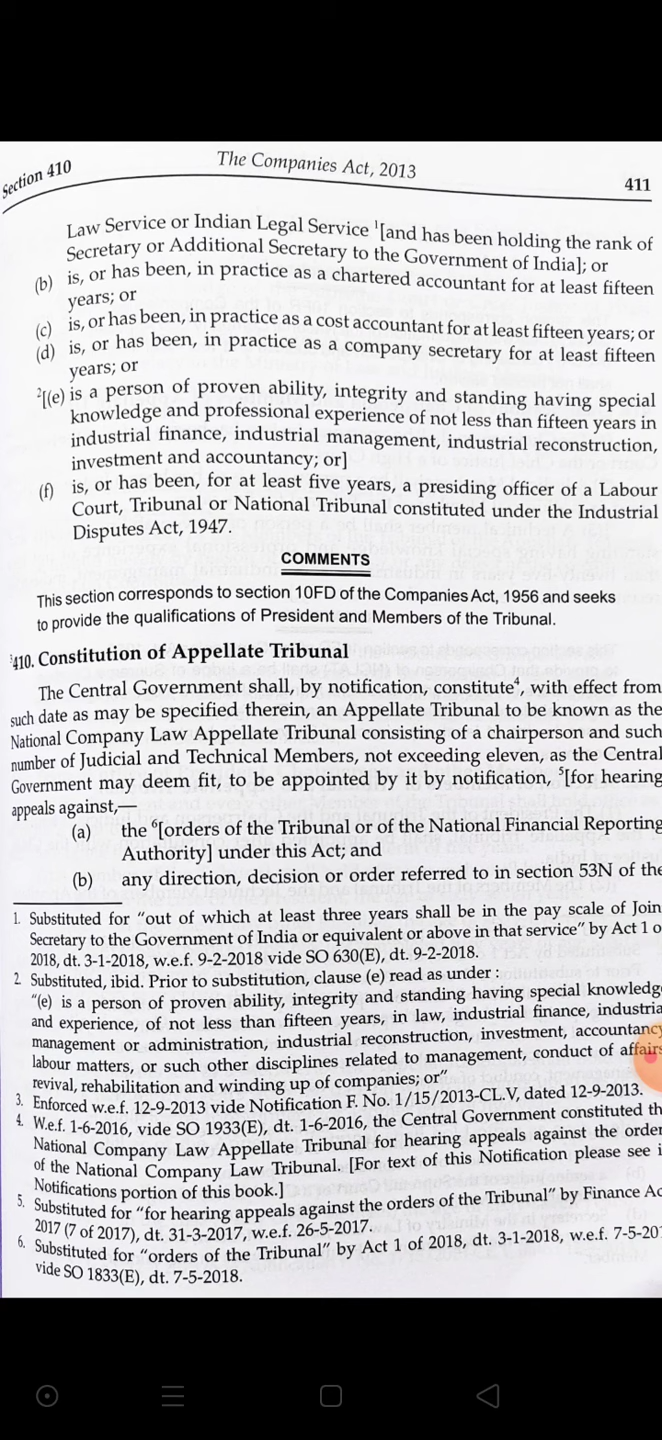 Section 410
The Companies Act, 2013
411
Law Service or Indian Legal Service ¹[and has been holding the rank of
Secretary or Additional Secretary to the Government of India]; or
(b) is, or has been, in practice as a chartered accountant for at least fifteen
years; or
(c) is, or has been, in practice as a cost accountant for at least fifteen years; or
(d) is, or has been, in practice as a company secretary for at least fifteen
years; or
²[(e) is a person of proven ability, integrity and standing having special
knowledge and professional experience of not less than fifteen years in
industrial finance, industrial management, industrial reconstruction,
investment and accountancy; or]
(f) is, or has been, for at least five years, a presiding officer of a Labour
Court, Tribunal or National Tribunal constituted under the Industrial
Disputes Act, 1947.
COMMENTS
This section corresponds to section 10FD of the Companies Act, 1956 and seeks
to provide the qualifications of President and Members of the Tribunal.
³410. Constitution of Appellate Tribunal
The Central Government shall, by notification, constitute⁴, with effect from
such date as may be specified therein, an Appellate Tribunal to be known as the
National Company Law Appellate Tribunal consisting of a chairperson and such
number of Judicial and Technical Members, not exceeding eleven, as the Central
Government may deem fit, to be appointed by it by notification, ⁵[for hearing
appeals against,—
(a) the ⁶[orders of the Tribunal or of the National Financial Reporting
Authority] under this Act; and
(b) any direction, decision or order referred to in section 53N of the
1. Substituted for "out of which at least three years shall be in the pay scale of Join
Secretary to the Government of India or equivalent or above in that service" by Act 1 o
2018, dt. 3-1-2018, w.e.f. 9-2-2018 vide SO 630(E), dt. 9-2-2018.
2. Substituted, ibid. Prior to substitution, clause (e) read as under :
"(e) is a person of proven ability, integrity and standing having special knowledge
and experience, of not less than fifteen years, in law, industrial finance, industria
management or administration, industrial reconstruction, investment, accountancy
labour matters, or such other disciplines related to management, conduct of affairs
revival, rehabilitation and winding up of companies; or"
3. Enforced w.e.f. 12-9-2013 vide Notification F. No. 1/15/2013-CL.V, dated 12-9-2013.
4. W.e.f. 1-6-2016, vide SO 1933(E), dt. 1-6-2016, the Central Government constituted th
National Company Law Appellate Tribunal for hearing appeals against the order
of the National Company Law Tribunal. [For text of this Notification please see i
Notifications portion of this book.]
5. Substituted for "for hearing appeals against the orders of the Tribunal" by Finance Ac
2017 (7 of 2017), dt. 31-3-2017, w.e.f. 26-5-2017.
6. Substituted for "orders of the Tribunal" by Act 1 of 2018, dt. 3-1-2018, w.e.f. 7-5-201
vide SO 1833(E), dt. 7-5-2018.